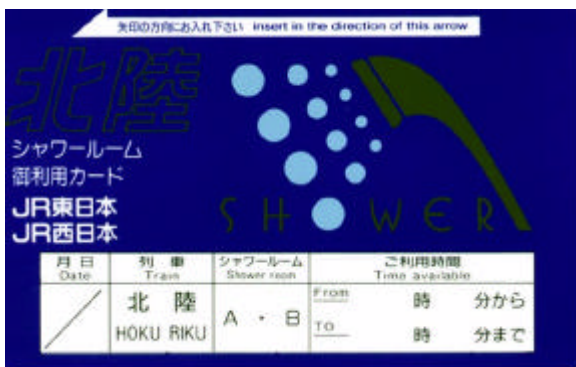 矢印の方向にお入れ下さい insert in the direction of this arrow
北陸
シャワールーム
御利用カード
JR東日本
JR西日本
SHOWER
月日 列車 シャワールーム ご利用時間
Date Train Shower room Time available
/ 北陸 A・B From 時 分から
HOKU RIKU TO 時 分まで